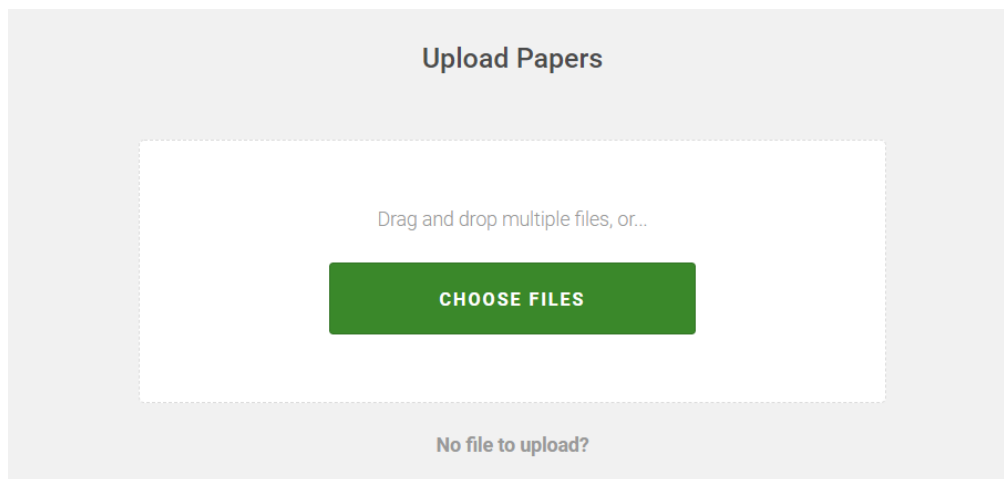 Upload Papers
Drag and drop multiple files, or...
CHOOSE FILES
No file to upload?